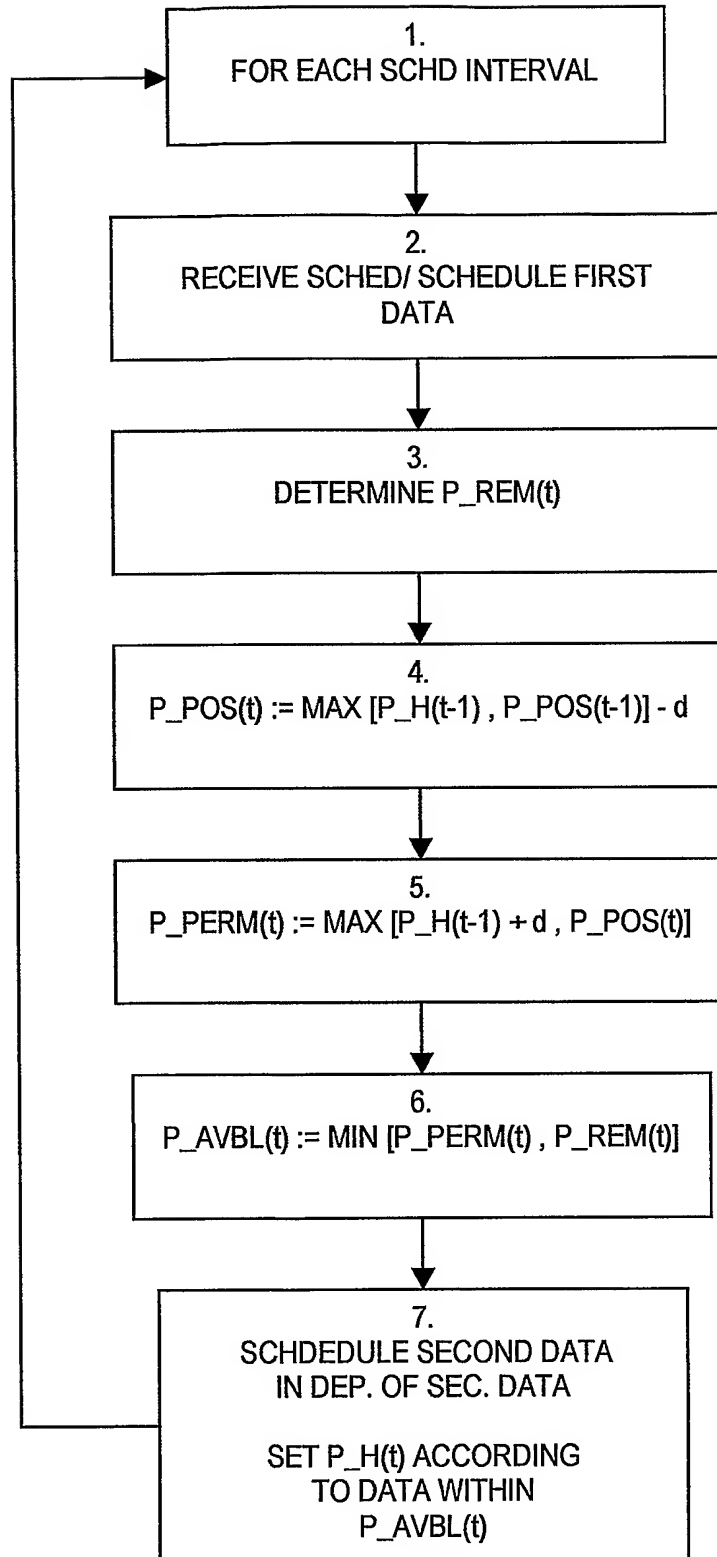 1.
FOR EACH SCHD INTERVAL
2.
RECEIVE SCHED/ SCHEDULE FIRST
DATA
3.
DETERMINE P_REM(t)
4.
P_POS(t) := MAX [P_H(t-1) , P_POS(t-1)] - d
5.
P_PERM(t) := MAX [P_H(t-1) + d , P_POS(t)]
6.
P_AVBL(t) := MIN [P_PERM(t) , P_REM(t)]
7.
SCHDEDULE SECOND DATA
IN DEP. OF SEC. DATA
SET P_H(t) ACCORDING
TO DATA WITHIN
P_AVBL(t)